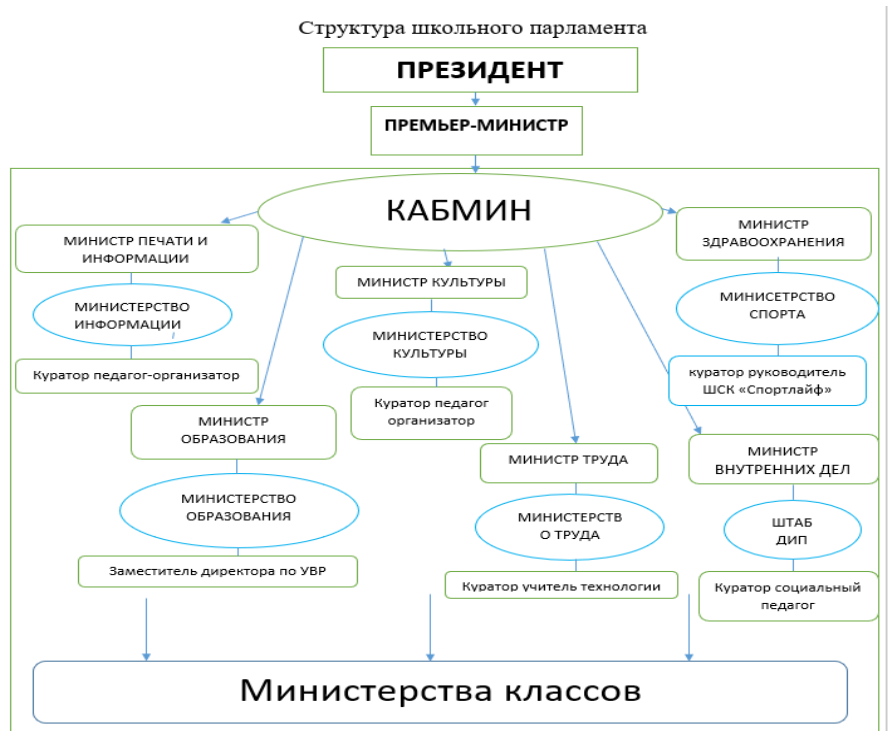 Структура школьного парламента
ПРЕЗИДЕНТ
ПРЕМЬЕР-МИНИСТР
КАБМИН
МИНИСТР ПЕЧАТИ И
ИНФОРМАЦИИ
МИНИСТЕРСТВО
ИНФОРМАЦИИ
Куратор педагог-организатор
МИНИСТР
ОБРАЗОВАНИЯ
МИНИСТЕРСТВО
ОБРАЗОВАНИЯ
Заместитель директора по УВР
МИНИСТР КУЛЬТУРЫ
МИНИСТЕРСТВО
КУЛЬТУРЫ
Куратор педагог
организатор
МИНИСТР ТРУДА
МИНИСТЕРСТВ
О ТРУДА
Куратор учитель технологии
МИНИСТР
ЗДРАВООХРАНЕНИЯ
МИНИСЕТРСТВО
СПОРТА
куратор руководитель
ШСК «Спортлайф»
МИНИСТР
ВНУТРЕННИХ ДЕЛ
ШТАБ
ДИП
Куратор социальный
педагог
Министерства классов